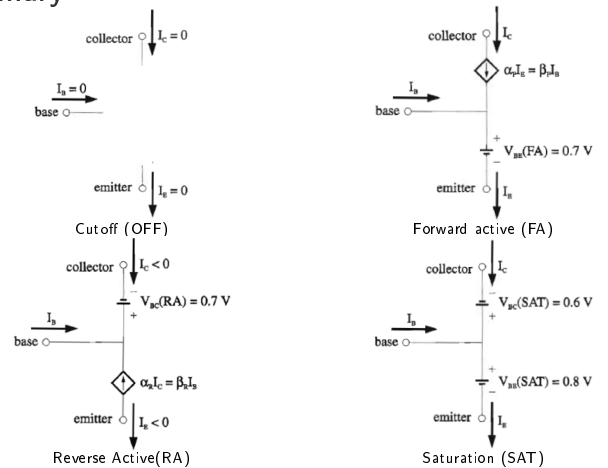 collector I_C = 0
I_B = 0
base
emitter I_E = 0
Cutoff (OFF)
collector I_C
α_F I_E = β_F I_B
I_B
base
+
V_BE(FA) = 0.7 V
−
emitter I_E
Forward active (FA)
collector I_C < 0
−
V_BC(RA) = 0.7 V
+
I_B
base
α_R I_C = β_R I_B
emitter I_E < 0
Reverse Active(RA)
collector I_C
−
V_BC(SAT) = 0.6 V
+
I_B
base
+
V_BE(SAT) = 0.8 V
−
emitter I_E
Saturation (SAT)